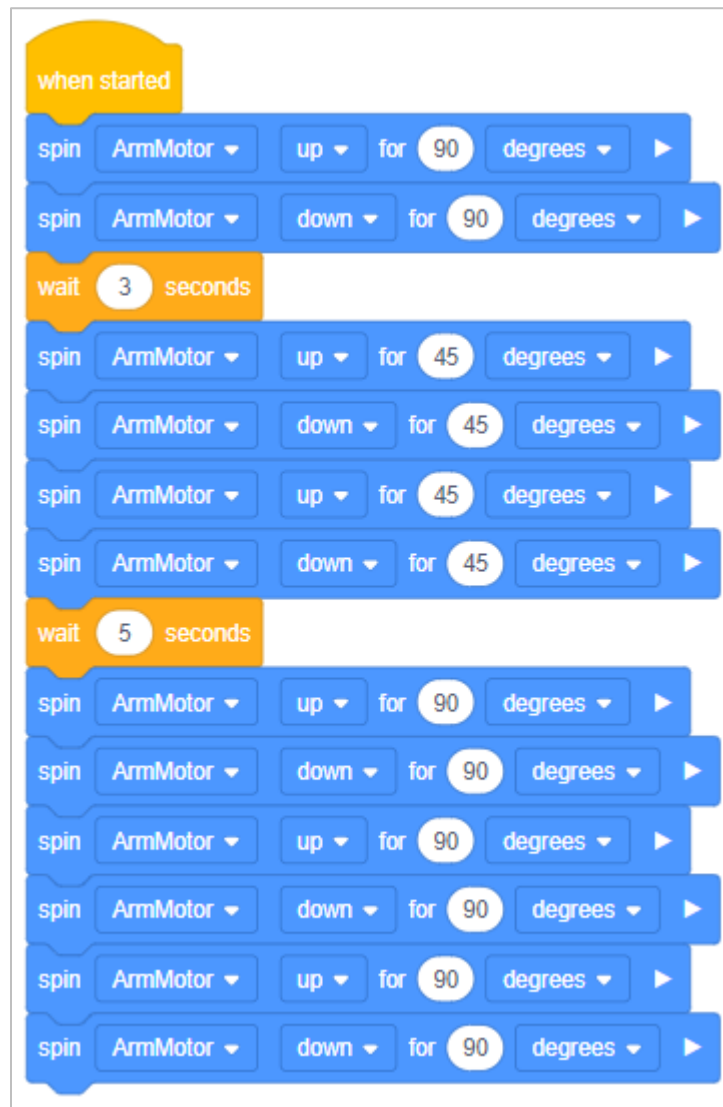 when started
spin ArmMotor up for 90 degrees
spin ArmMotor down for 90 degrees
wait 3 seconds
spin ArmMotor up for 45 degrees
spin ArmMotor down for 45 degrees
spin ArmMotor up for 45 degrees
spin ArmMotor down for 45 degrees
wait 5 seconds
spin ArmMotor up for 90 degrees
spin ArmMotor down for 90 degrees
spin ArmMotor up for 90 degrees
spin ArmMotor down for 90 degrees
spin ArmMotor up for 90 degrees
spin ArmMotor down for 90 degrees